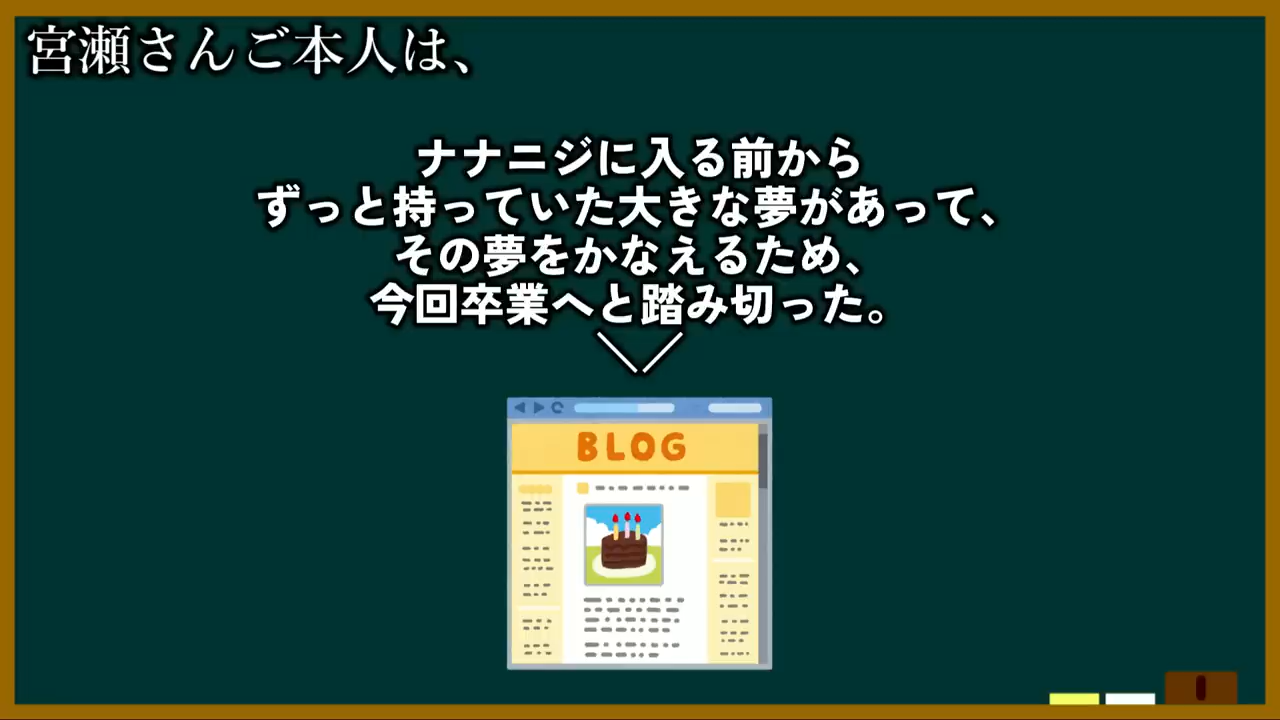 宮瀬さんご本人は、
ナナニジに入る前から
ずっと持っていた大きな夢があって、
その夢をかなえるため、
今回卒業へと踏み切った。
BLOG